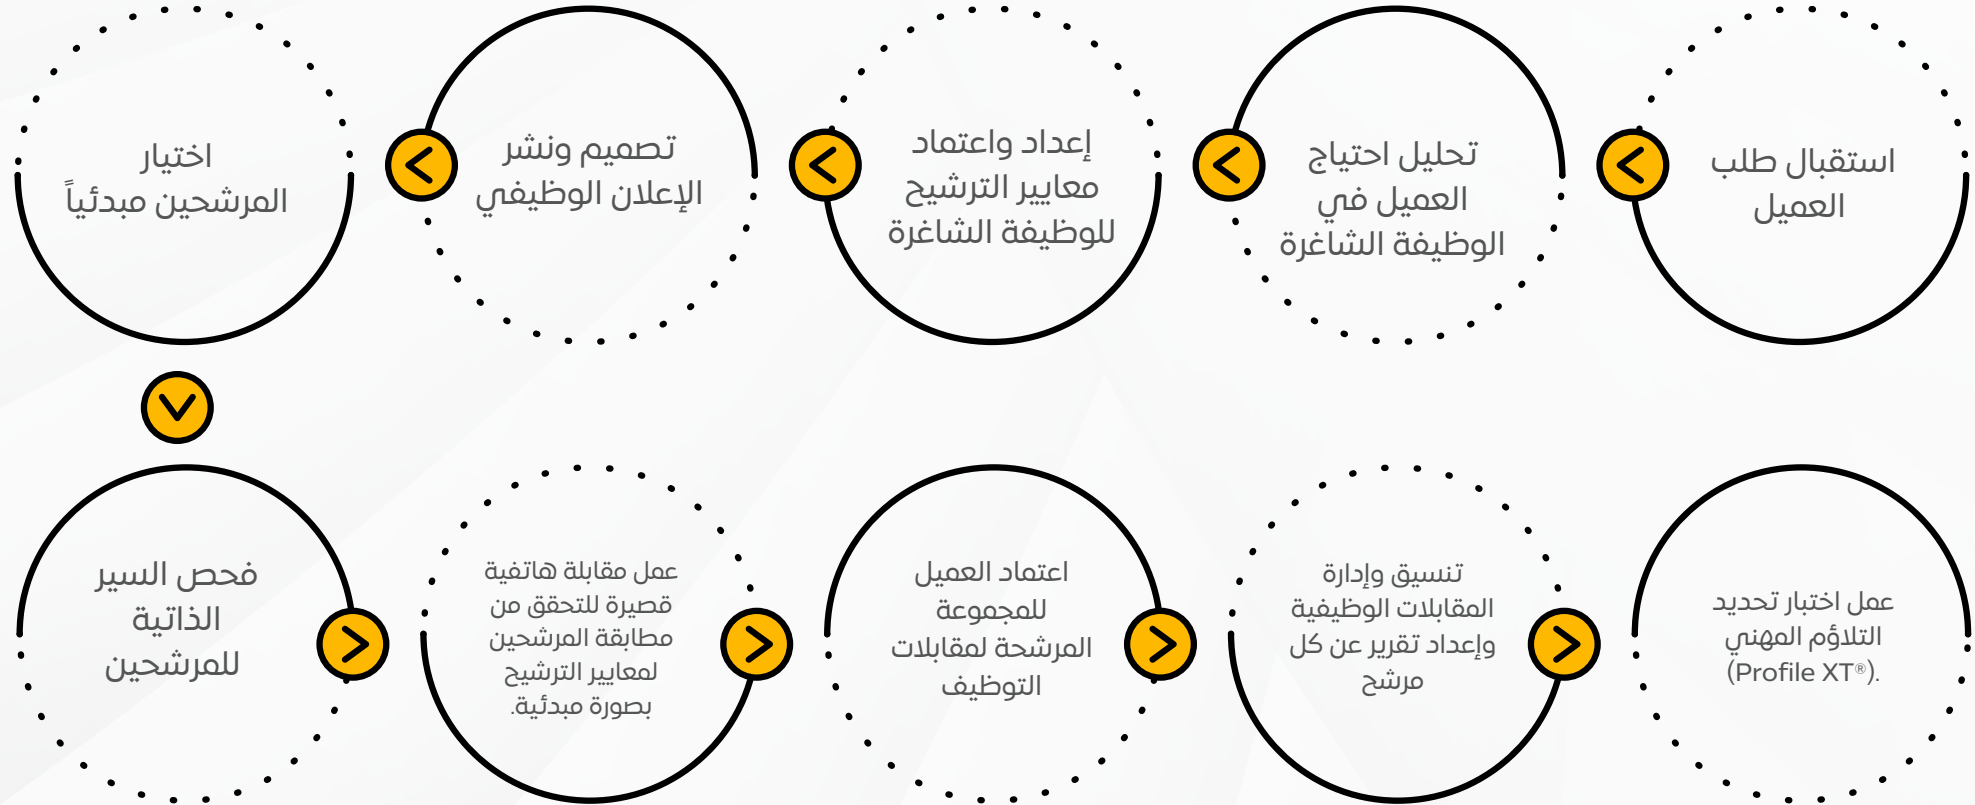 استقبال طلب
العميل
تحليل احتياج
العميل في
الوظيفة الشاغرة
إعداد واعتماد
معايير الترشيح
للوظيفة الشاغرة
تصميم ونشر
الإعلان الوظيفي
اختيار
المرشحين مبدئياً
فحص السير
الذاتية
للمرشحين
عمل مقابلة هاتفية
قصيرة للتحقق من
مطابقة المرشحين
لمعايير الترشيح
بصورة مبدئية.
اعتماد العميل
للمجموعة
المرشحة لمقابلات
التوظيف
تنسيق وإدارة
المقابلات الوظيفية
وإعداد تقرير عن كل
مرشح
عمل اختبار تحديد
التلاؤم المهني
(Profile XT®).